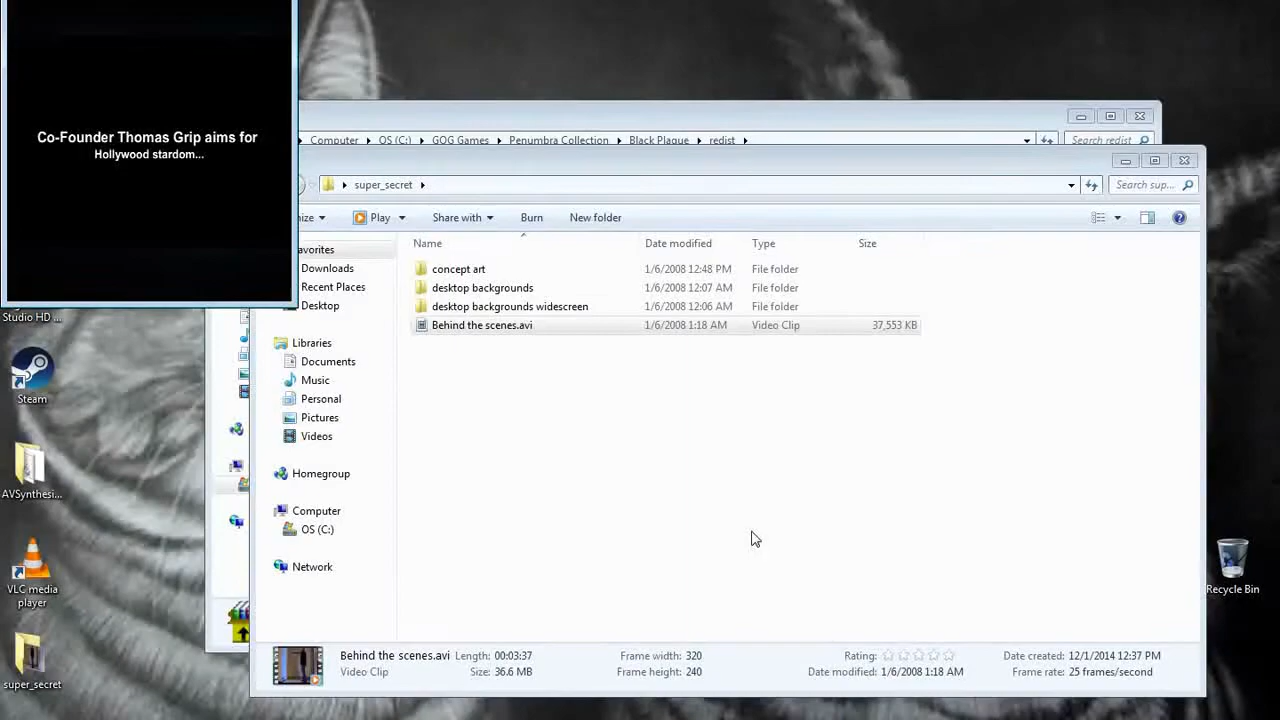 Co-Founder Thomas Grip aims for
Hollywood stardom...
Computer OS (C:) GOG Games Penumbra Collection Black Plaque redist Search redist
super_secret Search sup...
Play Share with Burn New folder
Name Date modified Type Size
concept art 1/6/2008 12:48 PM File folder
desktop backgrounds 1/6/2008 12:07 AM File folder
desktop backgrounds widescreen 1/6/2008 12:06 AM File folder
Behind the scenes.avi 1/6/2008 1:18 AM Video Clip 37,553 KB
Downloads
Recent Places
Desktop
Libraries
Documents
Music
Personal
Pictures
Videos
Homegroup
Computer
OS (C:)
Network
Studio HD ...
Steam
AVSynthesi...
VLC media
player
super_secret
Recycle Bin
Behind the scenes.avi Length: 00:03:37 Frame width: 320 Rating: Date created: 12/1/2014 12:37 PM
Video Clip Size: 36.6 MB Frame height: 240 Date modified: 1/6/2008 1:18 AM Frame rate: 25 frames/second